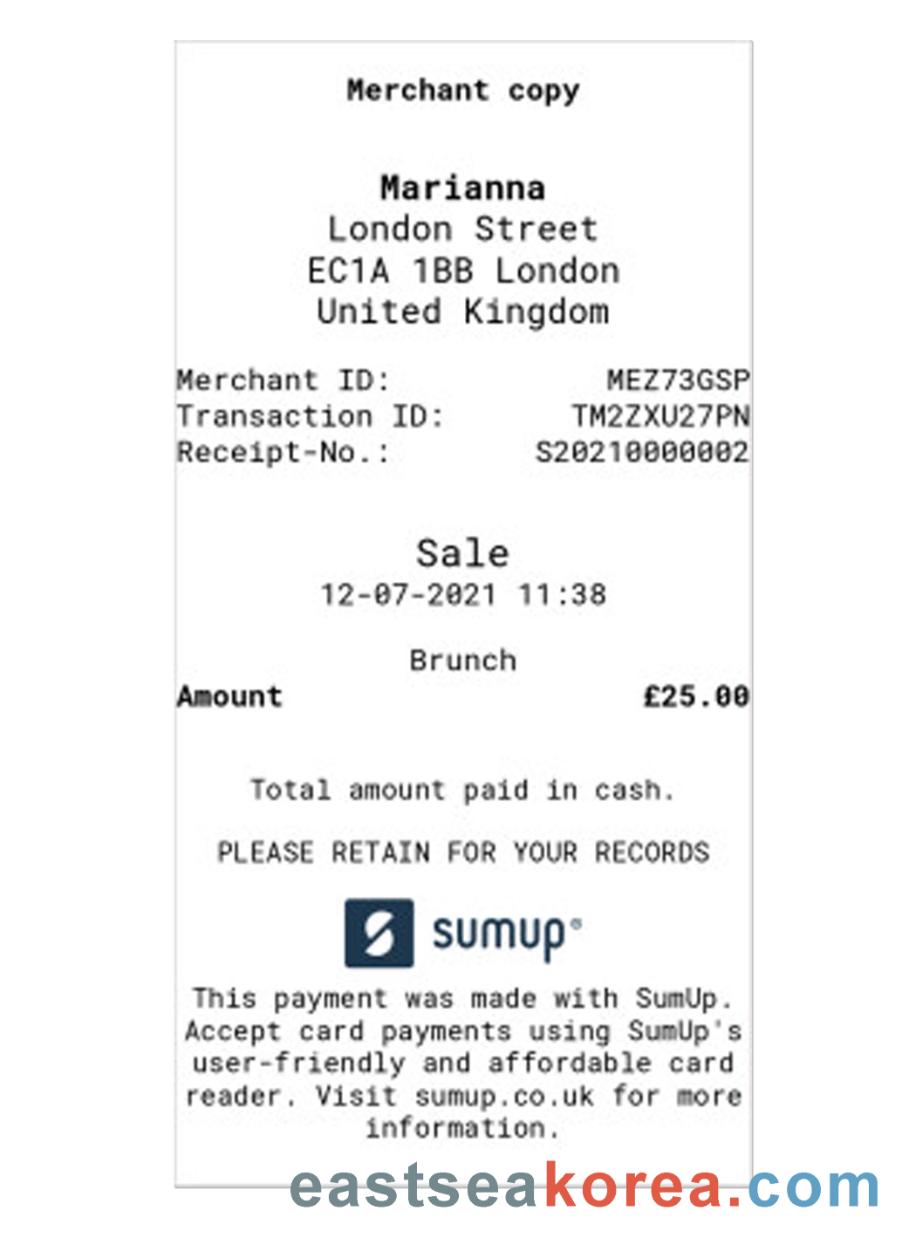 Merchant copy
Marianna
London Street
EC1A 1BB London
United Kingdom
Merchant ID: MEZ73GSP
Transaction ID: TM2ZXU27PN
Receipt-No.: S20210000002
Sale
12-07-2021 11:38
Brunch
Amount £25.00
Total amount paid in cash.
PLEASE RETAIN FOR YOUR RECORDS
sumup®
This payment was made with SumUp.
Accept card payments using SumUp's
user-friendly and affordable card
reader. Visit sumup.co.uk for more
information.
eastseakorea.com